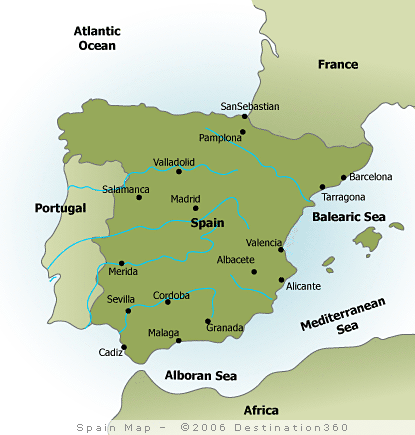 Atlantic
Ocean
France
SanSebastian
Pamplona
Valladolid
Barcelona
Salamanca
Tarragona
Madrid
Portugal
Balearic Sea
Spain
Valencia
Albacete
Merida
Alicante
Sevilla
Cordoba
Mediterranean
Sea
Granada
Malaga
Cadiz
Alboran Sea
Africa
Spain Map - ©2006 Destination360